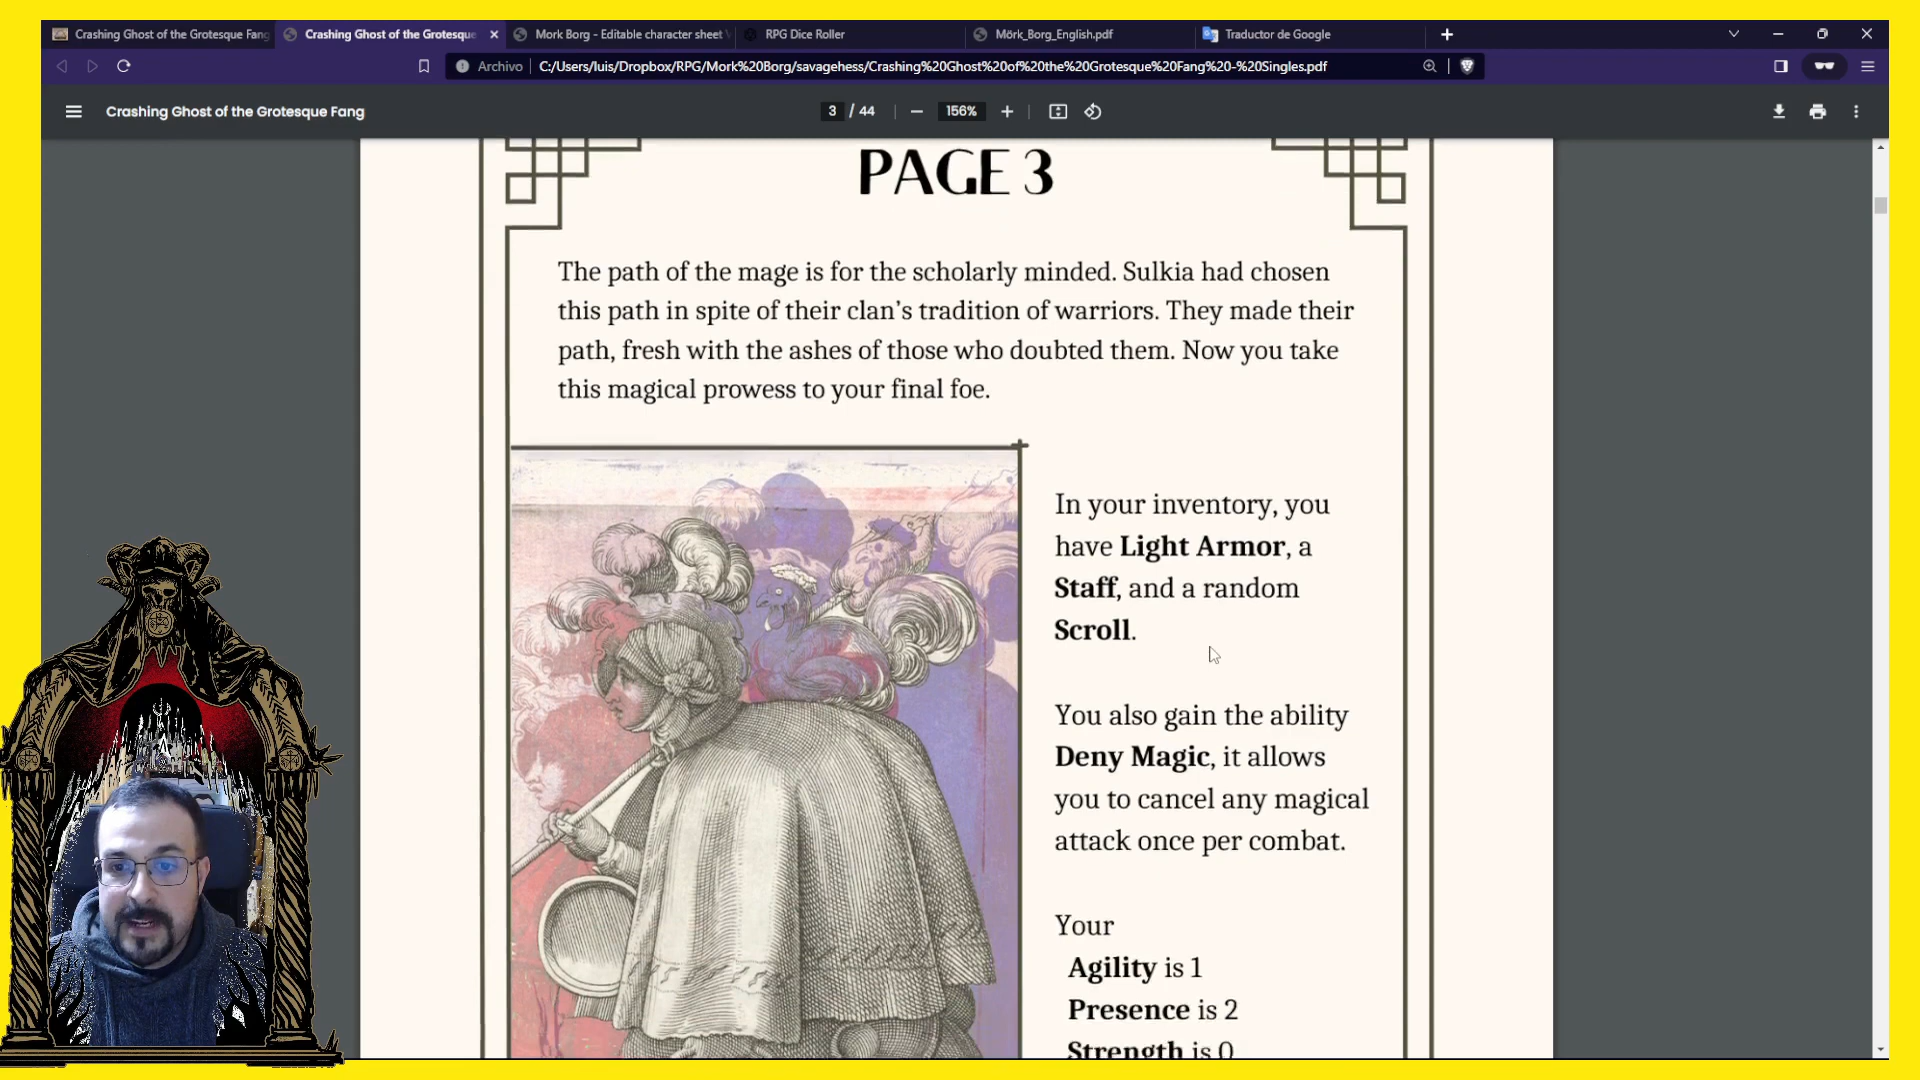 Crashing Ghost of the Grotesque Fang
Crashing Ghost of the Grotesque
Mork Borg - Editable character sheet
RPG Dice Roller
Mörk_Borg_English.pdf
Traductor de Google
Archivo
C:/Users/luis/Dropbox/RPG/Mork%20Borg/savagehess/Crashing%20Ghost%20of%20the%20Grotesque%20Fang%20-%20Singles.pdf
Crashing Ghost of the Grotesque Fang
3 / 44
156%
PAGE 3
The path of the mage is for the scholarly minded. Sulkia had chosen
this path in spite of their clan's tradition of warriors. They made their
path, fresh with the ashes of those who doubted them. Now you take
this magical prowess to your final foe.
In your inventory, you
have Light Armor, a
Staff, and a random
Scroll.
You also gain the ability
Deny Magic, it allows
you to cancel any magical
attack once per combat.
Your
Agility is 1
Presence is 2
Strength is 0